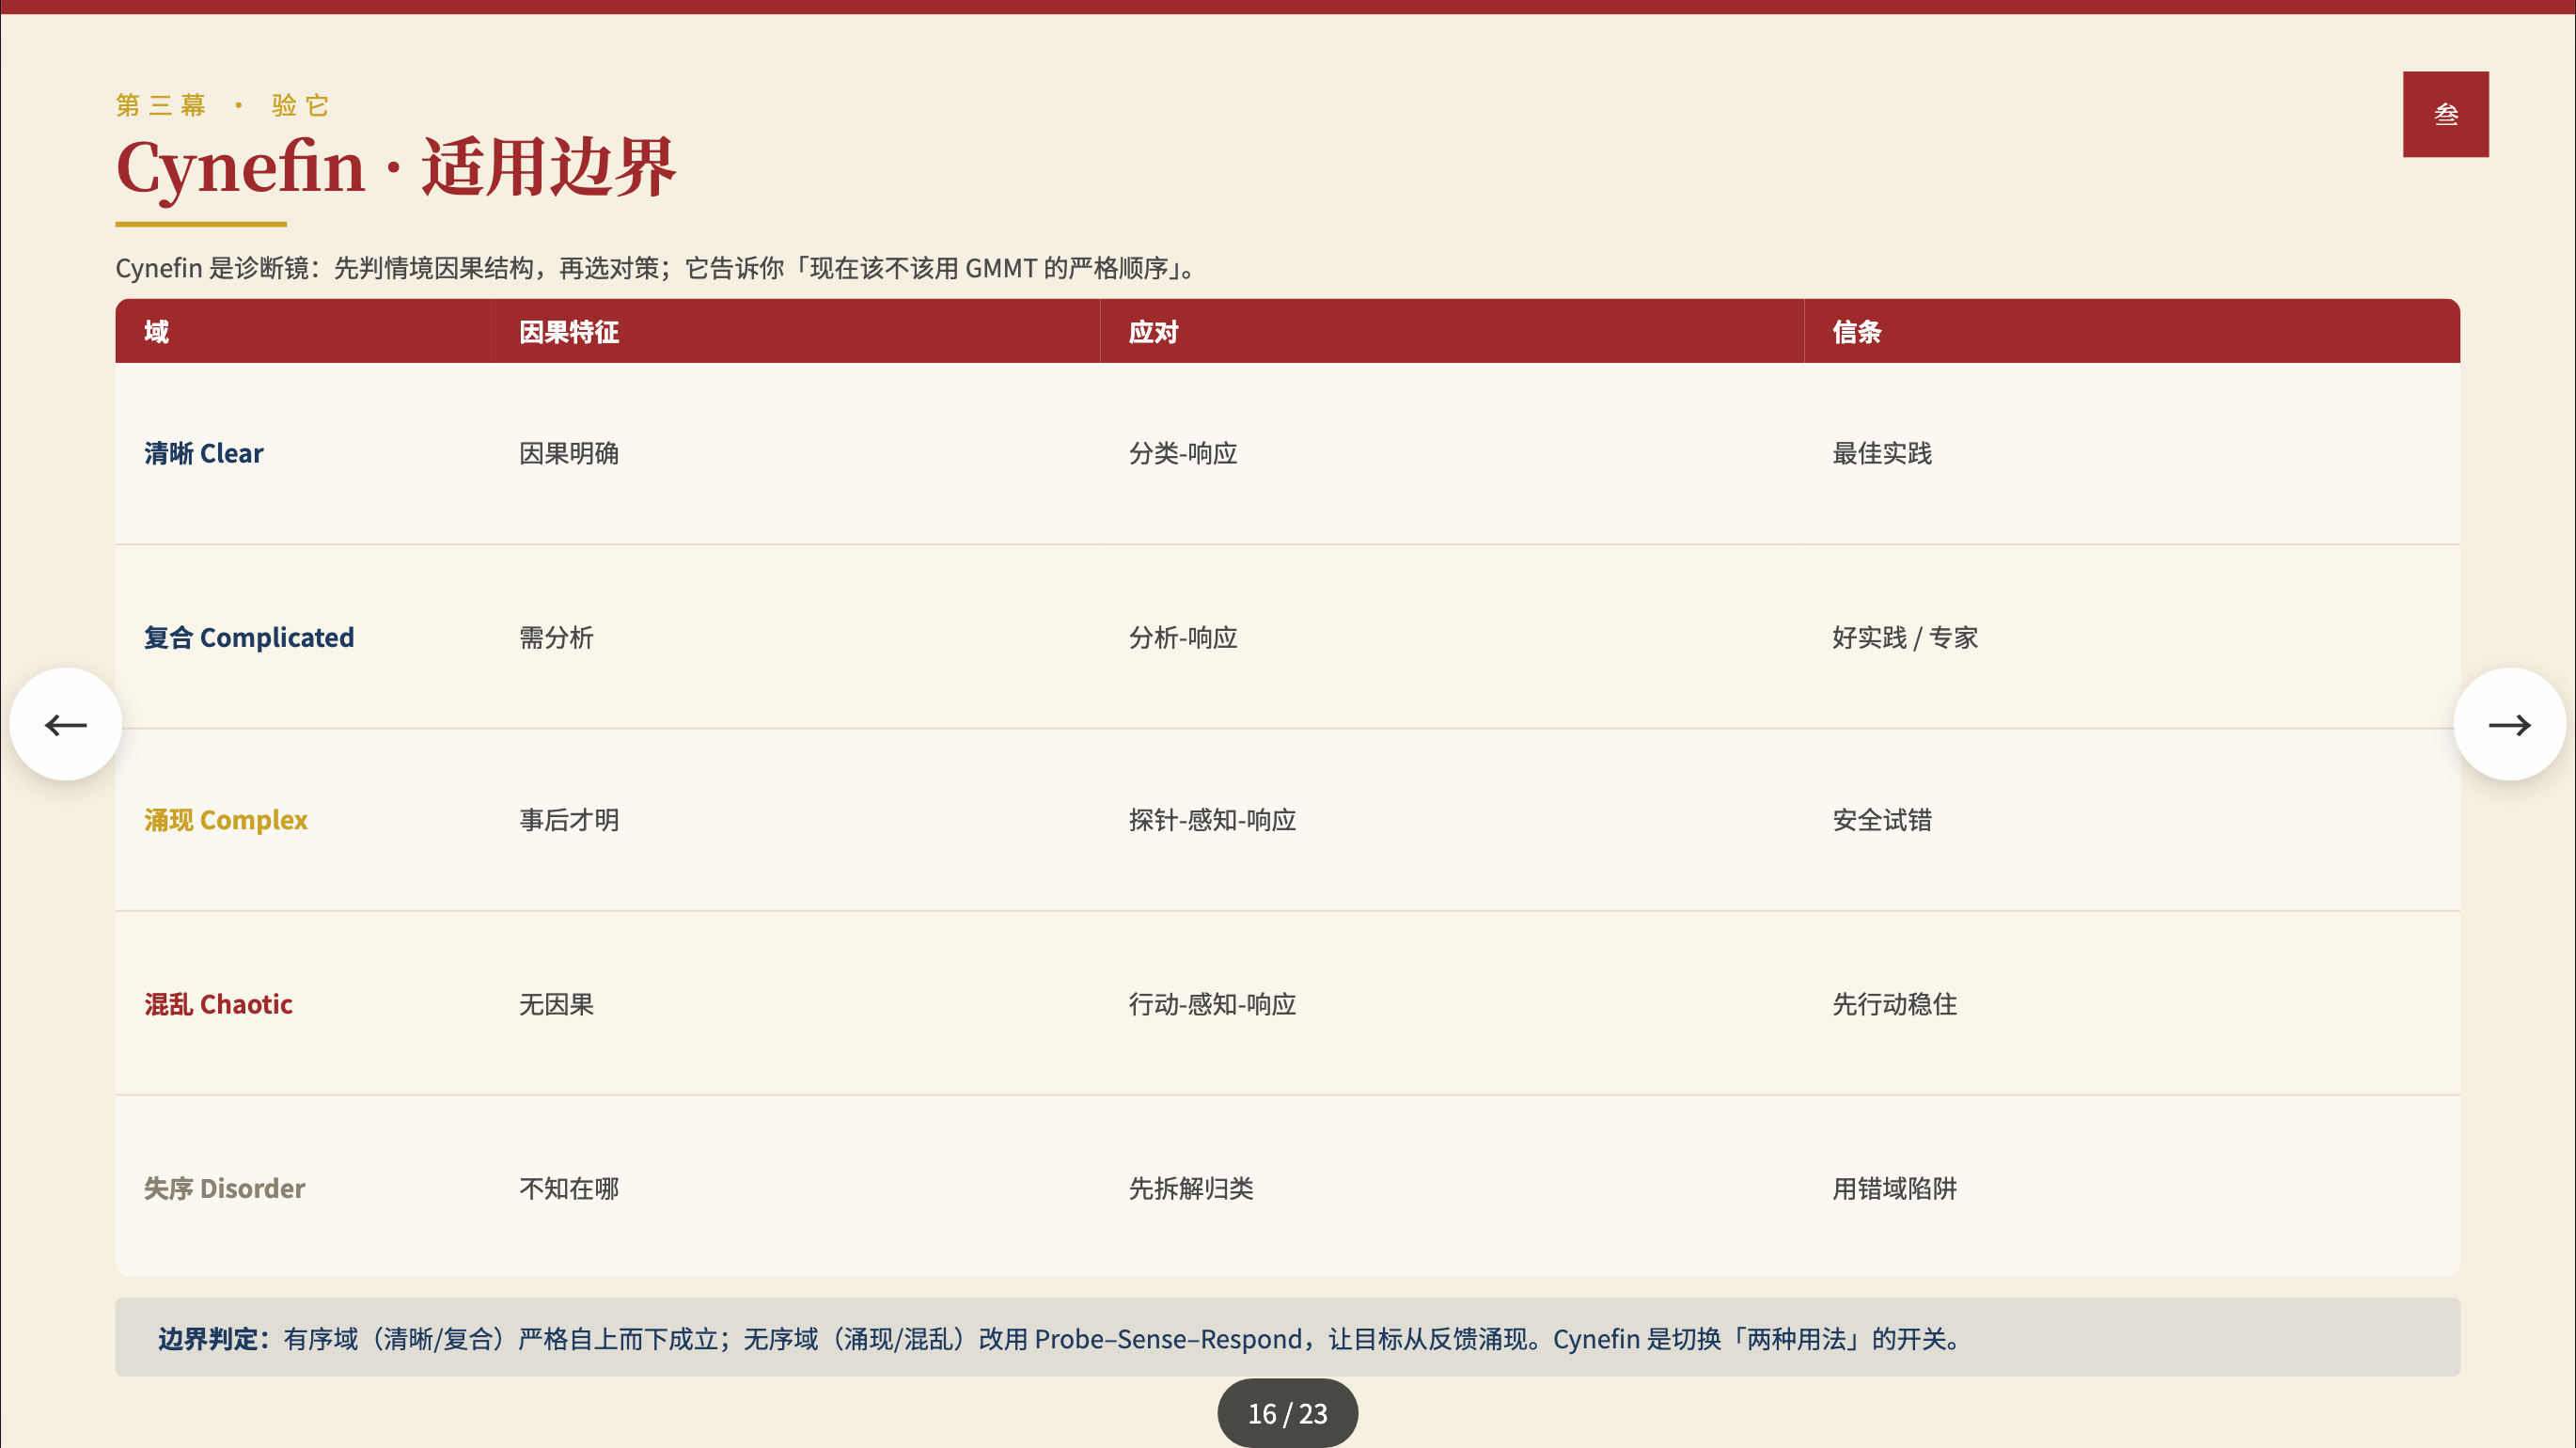 第三幕 · 验它
叁
Cynefin · 适用边界
Cynefin 是诊断镜：先判情境因果结构，再选对策；它告诉你「现在该不该用 GMMT 的严格顺序」。
域 因果特征 应对 信条
清晰 Clear 因果明确 分类-响应 最佳实践
复合 Complicated 需分析 分析-响应 好实践 / 专家
涌现 Complex 事后才明 探针-感知-响应 安全试错
混乱 Chaotic 无因果 行动-感知-响应 先行动稳住
失序 Disorder 不知在哪 先拆解归类 用错域陷阱
边界判定：有序域（清晰/复合）严格自上而下成立；无序域（涌现/混乱）改用 Probe–Sense–Respond，让目标从反馈涌现。Cynefin 是切换「两种用法」的开关。
← →
16 / 23